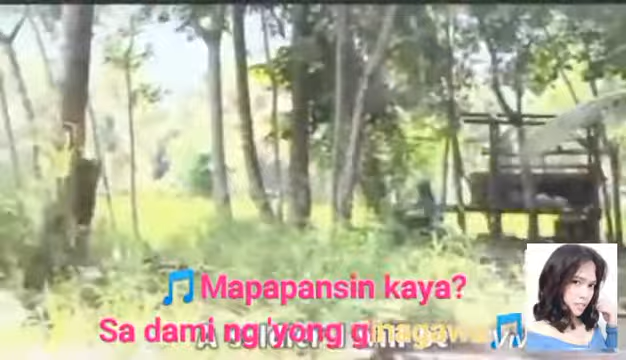 🎵Mapapansin kaya?
Sa dami ng 'yong ginagawa 🎵